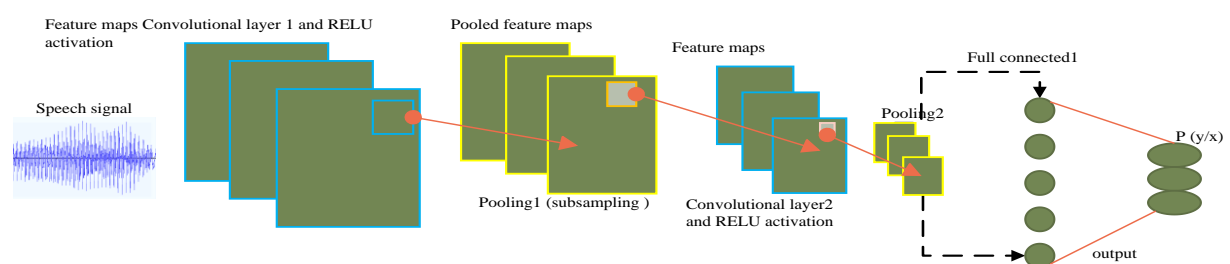 Feature maps Convolutional layer 1 and RELU
activation
Pooled feature maps
Feature maps
Full connected1
Speech signal
Pooling2
P (y/x)
Pooling1 (subsampling )
Convolutional layer2
and RELU activation
output